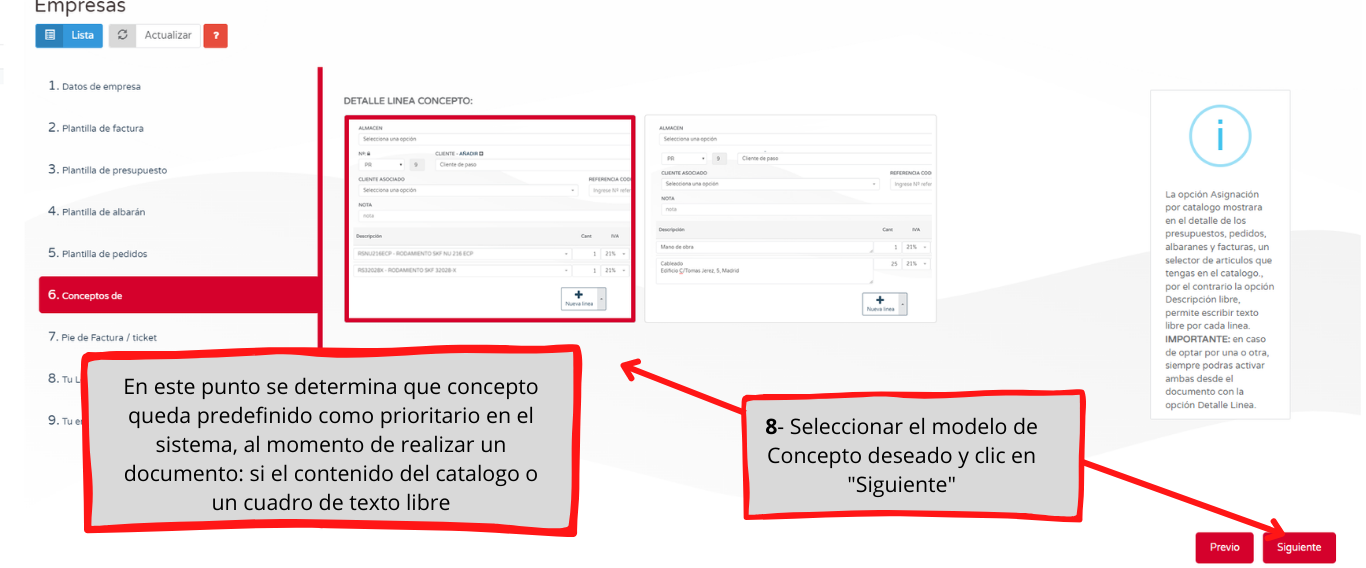 Empresas
Lista
Actualizar
?
1. Datos de empresa
2. Plantilla de factura
3. Plantilla de presupuesto
4. Plantilla de albarán
5. Plantilla de pedidos
6. Conceptos de
7. Pie de Factura / ticket
8. Tu L
9. Tu e
DETALLE LINEA CONCEPTO:
ALMACEN
Selecciona una opción
Nº:
CLIENTE - AÑADIR
PR
9
Cliente de paso
CLIENTE ASOCIADO
REFERENCIA COD
Selecciona una opción
Ingrese Nº refer
NOTA
nota
Descripción
Cant
IVA
RSNU216ECP - RODAMIENTO SKF NU 216 ECP
1
21%
RS32028X - RODAMIENTO SKF 32028-X
1
21%
Nueva linea
ALMACEN
Selecciona una opción
PR
9
Cliente de paso
CLIENTE ASOCIADO
REFERENCIA COD
Selecciona una opción
Ingrese Nº refer
NOTA
nota
Descripción
Cant
IVA
Mano de obra
1
21%
Cableado
25
21%
Edificio C/Tomas Jerez, 5, Madrid
Nueva linea
i
La opción Asignación
por catalogo mostrara
en el detalle de los
presupuestos, pedidos,
albaranes y facturas, un
selector de articulos que
tengas en el catalogo.,
por el contrario la opción
Descripción libre,
permite escribir texto
libre por cada linea.
IMPORTANTE: en caso
de optar por una o otra,
siempre podras activar
ambas desde el
documento con la
opción Detalle Linea.
En este punto se determina que concepto
queda predefinido como prioritario en el
sistema, al momento de realizar un
documento: si el contenido del catalogo o
un cuadro de texto libre
8- Seleccionar el modelo de
Concepto deseado y clic en
"Siguiente"
Previo
Siguiente